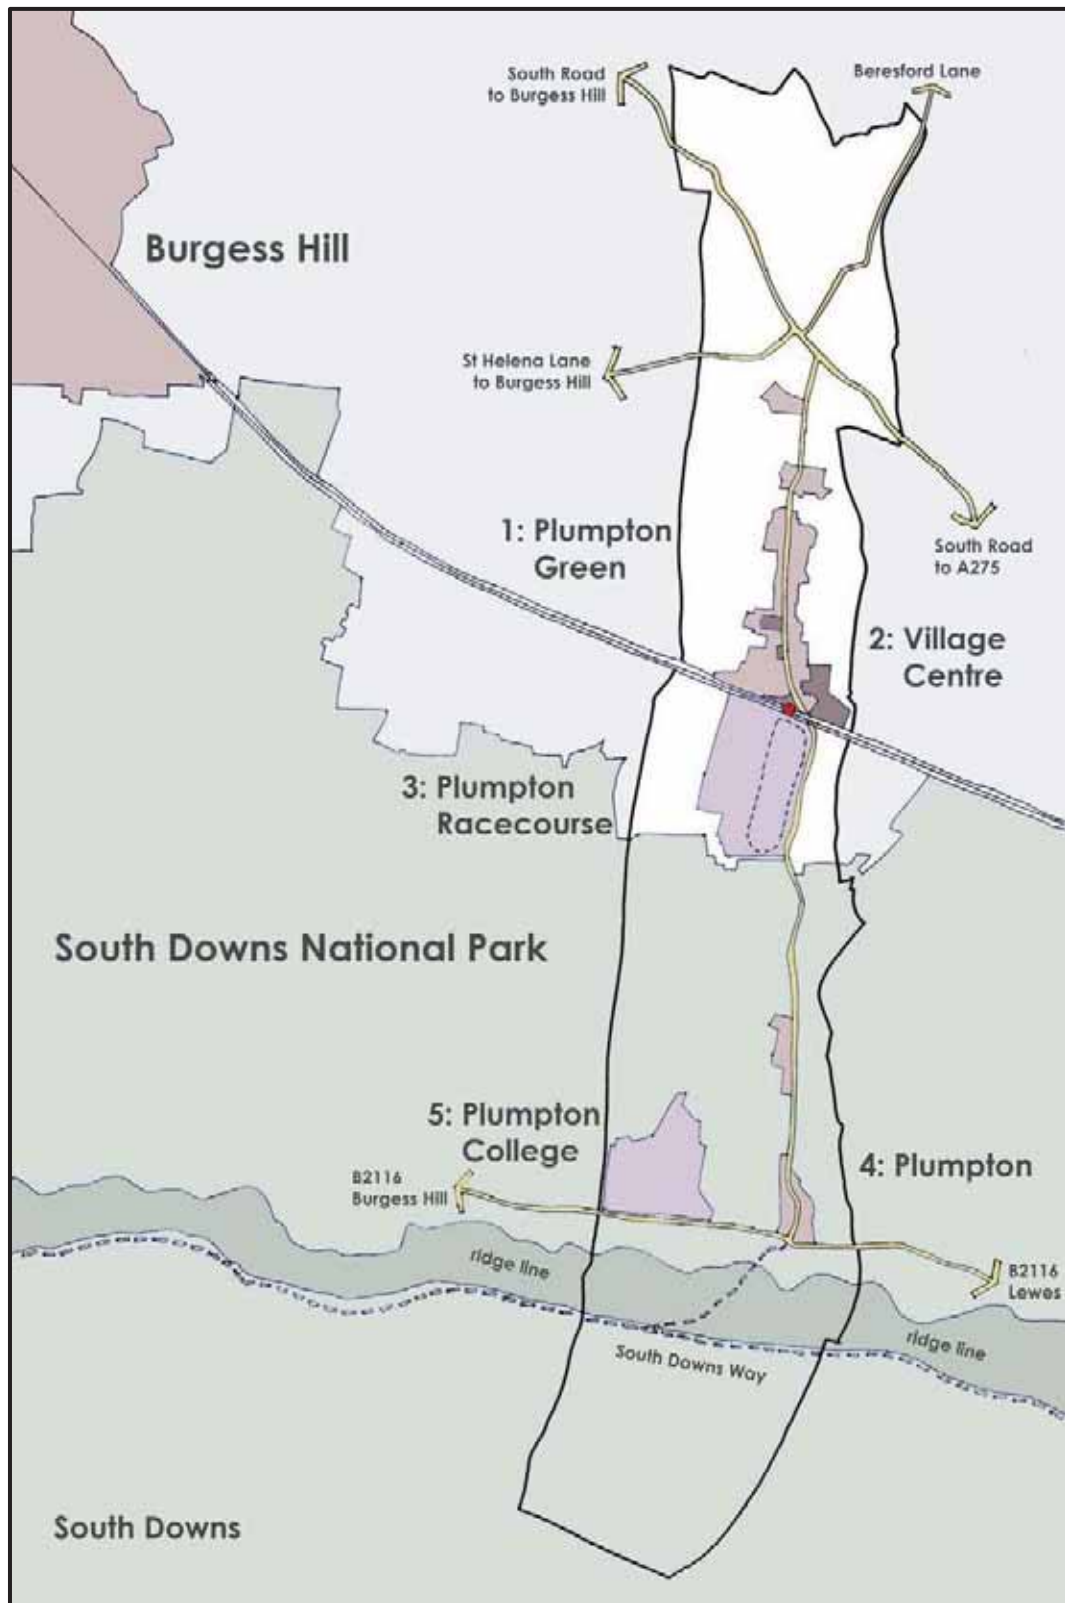 South Road
to Burgess Hill
Beresford Lane
Burgess Hill
St Helena Lane
to Burgess Hill
1: Plumpton
Green
South Road
to A275
2: Village
Centre
3: Plumpton
Racecourse
South Downs National Park
5: Plumpton
College
4: Plumpton
B2116
Burgess Hill
ridge line
B2116
Lewes
ridge line
South Downs Way
South Downs